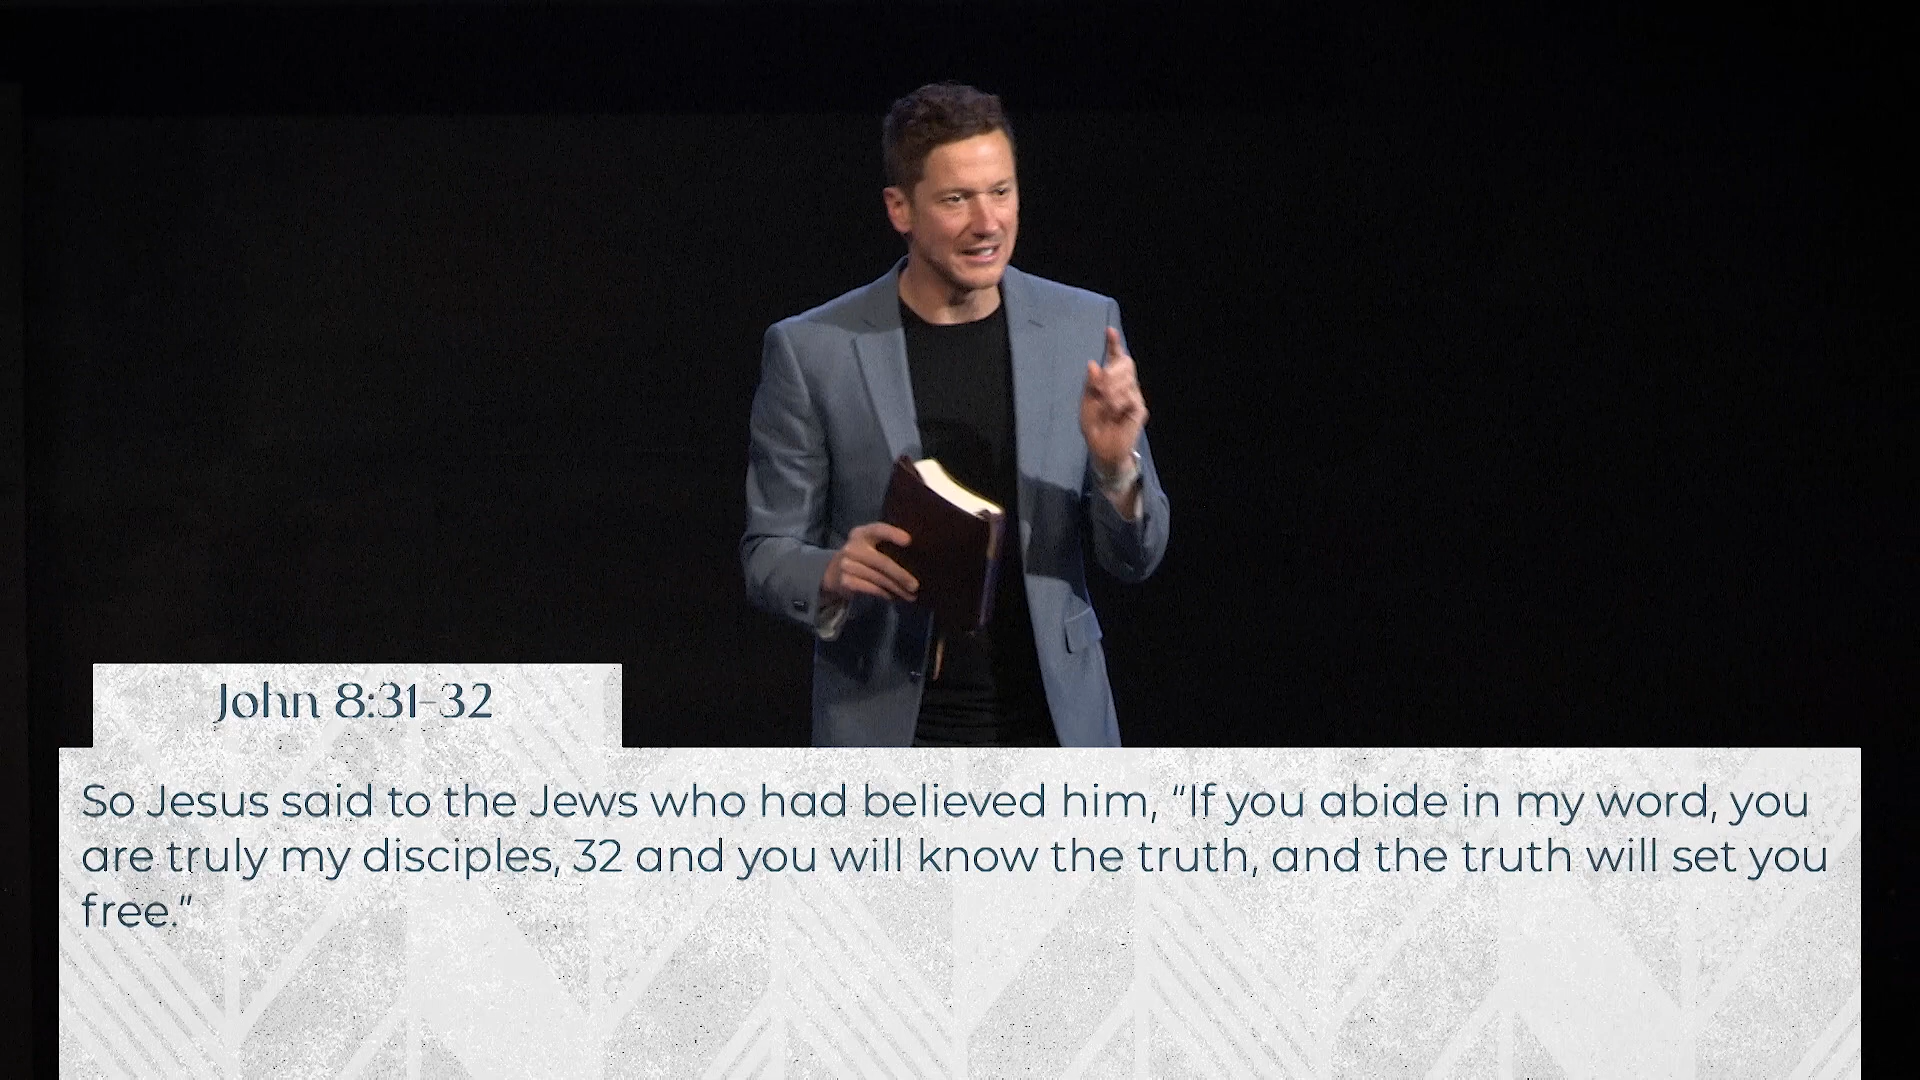 John 8:31-32
So Jesus said to the Jews who had believed him, “If you abide in my word, you
are truly my disciples, 32 and you will know the truth, and the truth will set you
free.”